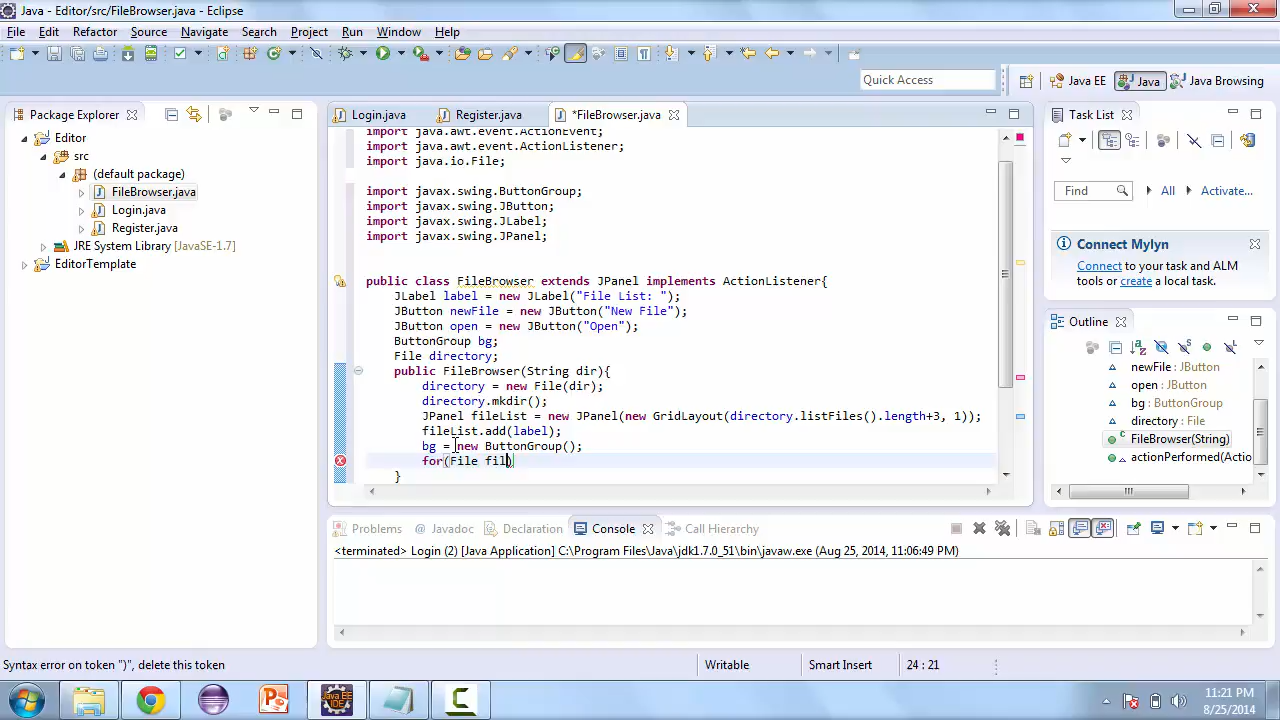 Java - Editor/src/FileBrowser.java - Eclipse
File Edit Refactor Source Navigate Search Project Run Window Help
Quick Access
Java EE Java Java Browsing
Package Explorer
Editor
src
(default package)
FileBrowser.java
Login.java
Register.java
JRE System Library [JavaSE-1.7]
EditorTemplate
Login.java Register.java *FileBrowser.java
import java.awt.event.ActionEvent;
import java.awt.event.ActionListener;
import java.io.File;
import javax.swing.ButtonGroup;
import javax.swing.JButton;
import javax.swing.JLabel;
import javax.swing.JPanel;
public class FileBrowser extends JPanel implements ActionListener{
JLabel label = new JLabel("File List: ");
JButton newFile = new JButton("New File");
JButton open = new JButton("Open");
ButtonGroup bg;
File directory;
public FileBrowser(String dir){
directory = new File(dir);
directory.mkdir();
JPanel fileList = new JPanel(new GridLayout(directory.listFiles().length+3, 1));
fileList.add(label);
bg = new ButtonGroup();
for(File fil)
}
Task List
Find All Activate...
Connect Mylyn
Connect to your task and ALM
tools or create a local task.
Outline
newFile : JButton
open : JButton
bg : ButtonGroup
directory : File
FileBrowser(String)
actionPerformed(Actio
Problems Javadoc Declaration Console Call Hierarchy
<terminated> Login (2) [Java Application] C:\Program Files\Java\jdk1.7.0_51\bin\javaw.exe (Aug 25, 2014, 11:06:49 PM)
Syntax error on token ")", delete this token
Writable
Smart Insert
24 : 21
Java EE
IDE
11:21 PM
8/25/2014